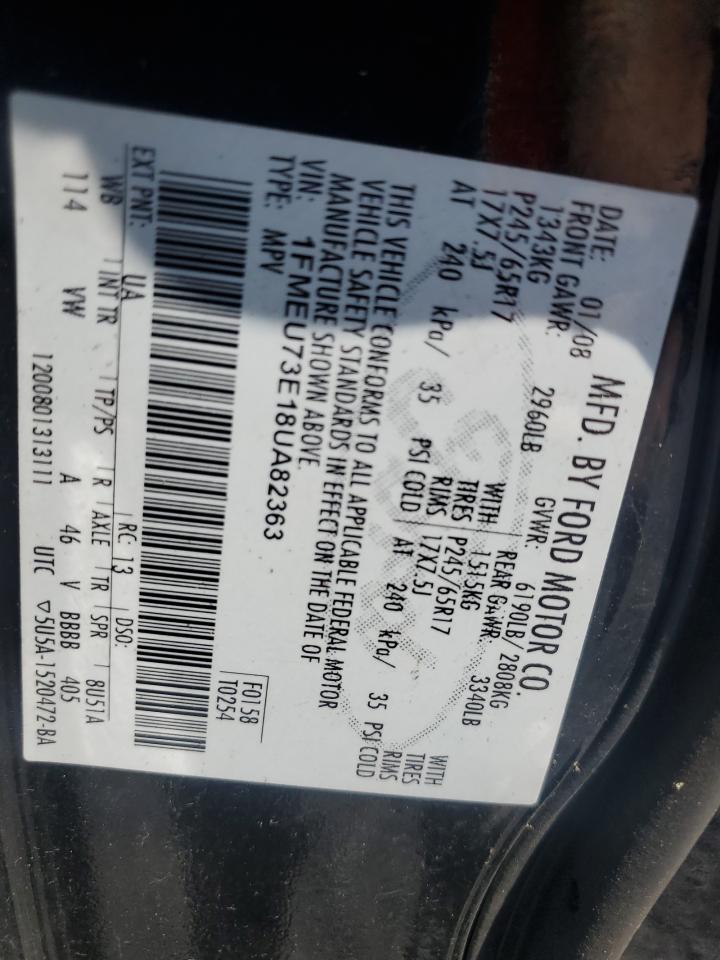 MFD. BY FORD MOTOR CO.
DATE: 01/08 GVWR: 6190LB/2808KG
FRONT GAWR: 2960LB REAR GAWR: 3340LB
1343KG WITH 1515KG WITH
P245/65R17 TIRES P245/65R17 TIRES
17X7.5J RIMS 17X7.5J RIMS
AT 240 kPa/ 35 PSI COLD AT 240 kPa/ 35 PSI COLD
THIS VEHICLE CONFORMS TO ALL APPLICABLE FEDERAL MOTOR
VEHICLE SAFETY STANDARDS IN EFFECT ON THE DATE OF
MANUFACTURE SHOWN ABOVE.
VIN: 1FMEU73E18UA82363
TYPE: MPV
F0158
T0254
EXT PNT: UA RC: 13 DSO:
WB INT TR TP/PS R AXLE TR SPR 8U51A
114 VW A 46 V BBBB 405
1200801313111 UTC ▽5U5A-1520472-BA